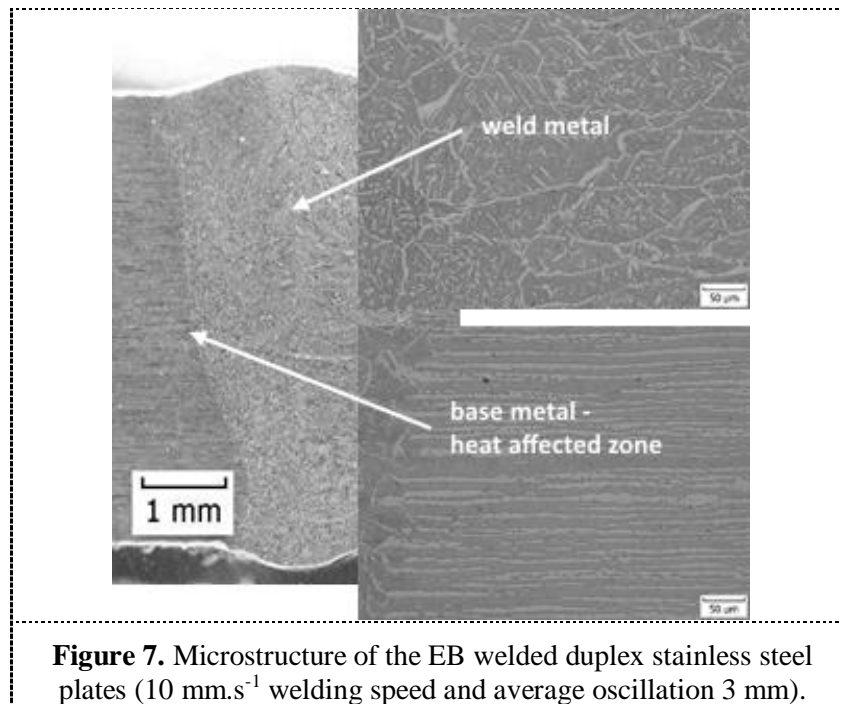 weld metal
50 µm
base metal -
heat affected zone
1 mm
50 µm
Figure 7. Microstructure of the EB welded duplex stainless steel
plates (10 mm.s-1 welding speed and average oscillation 3 mm).